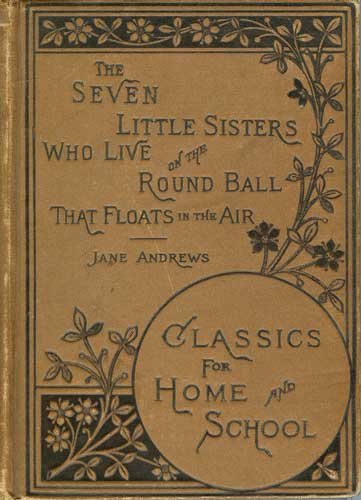 THE
SEVEN
LITTLE SISTERS
WHO LIVE ON THE
ROUND BALL
THAT FLOATS IN THE AIR
JANE ANDREWS
CLASSICS
FOR
HOME AND
SCHOOL